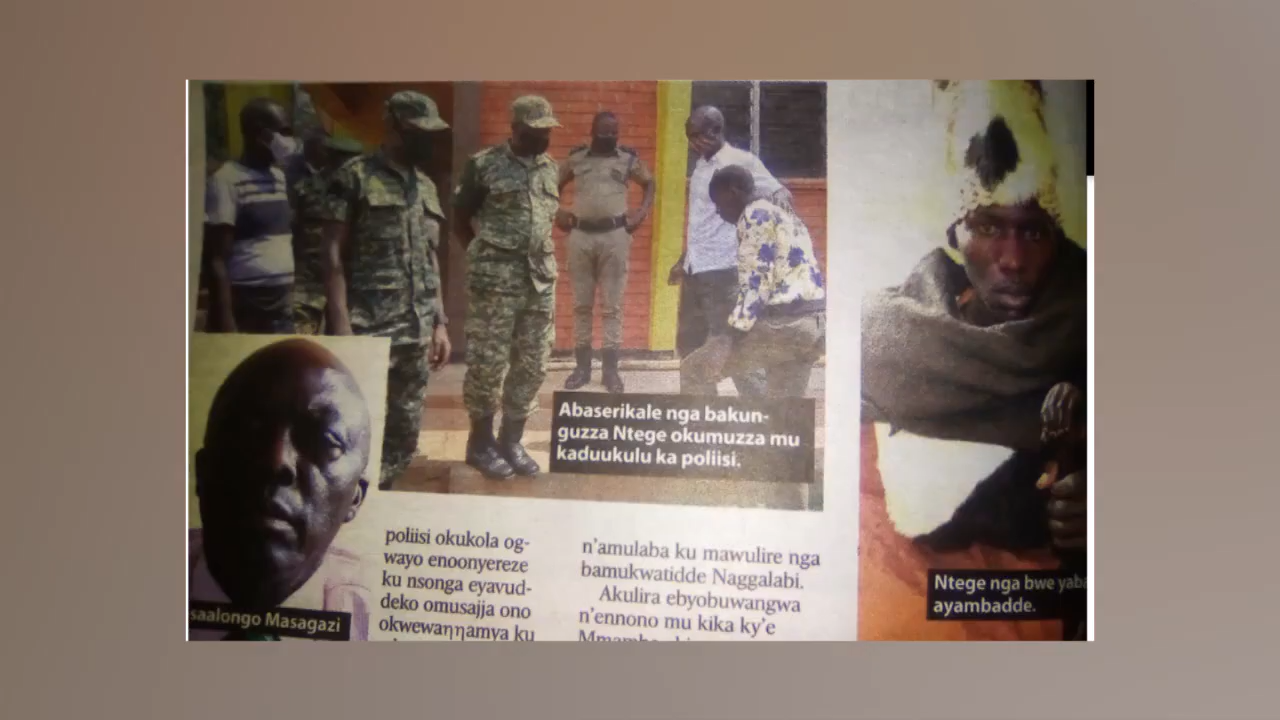 Abaserikale nga bakun-
guzza Ntege okumuzza mu
kaduukulu ka poliisi.
saalongo Masagazi
poliisi okukola og-
wayo enoonyereze
ku nsonga eyavud-
deko omusajja ono
okwewaŋŋamya ku
n'amulaba ku mawulire nga
bamukwatidde Naggalabi.
Akulira ebyobuwangwa
n'ennono mu kika ky'e
Ntege nga bwe
ayambadde.